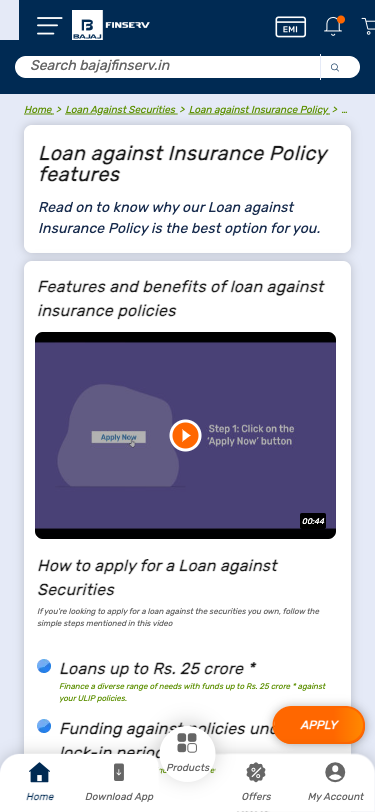 BAJAJ FINSERV
EMI
Search bajajfinserv.in
Home > Loan Against Securities > Loan against Insurance Policy > ...
Loan against Insurance Policy
features
Read on to know why our Loan against
Insurance Policy is the best option for you.
Features and benefits of loan against
insurance policies
Apply Now
Step 1: Click on the
'Apply Now' button
00:44
How to apply for a Loan against
Securities
If you're looking to apply for a loan against the securities you own, follow the
simple steps mentioned in this video
Loans up to Rs. 25 crore *
Finance a diverse range of needs with funds up to Rs. 25 crore * against
your ULIP policies.
APPLY
Funding against policies
lock-in
Products
Home
Download App
Offers
My Account